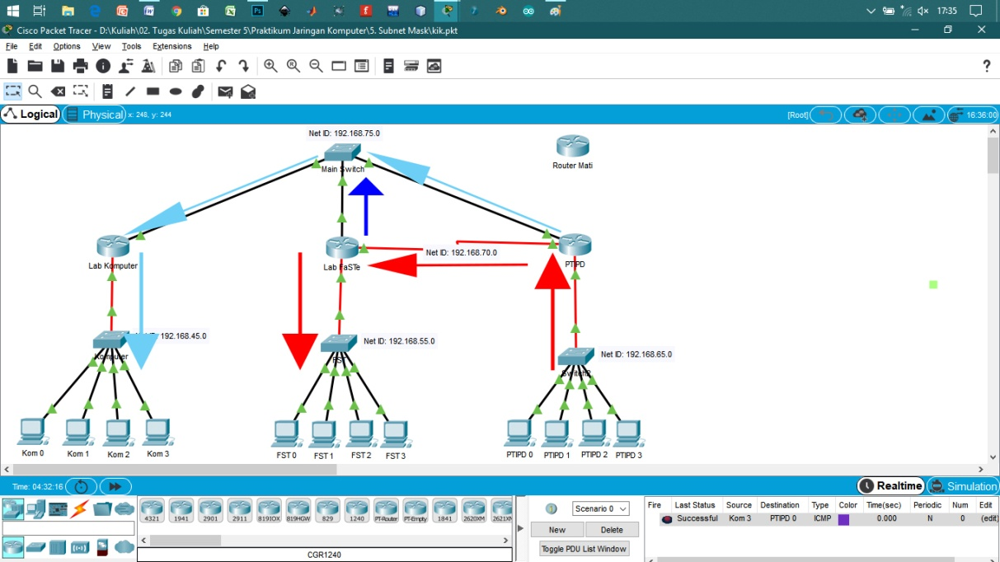 17:35
Cisco Packet Tracer - D:\Kuliah\02. Tugas Kuliah\Semester 5\Praktikum Jaringan Komputer\5. Subnet Mask\kik.pkt
File Edit Options View Tools Extensions Help
Logical Physical x: 248, y: 244 [Root] 16:36:00
Net ID: 192.168.75.0
Main Switch
Router Mati
Lab Komputer
Lab FaSTe
Net ID: 192.168.70.0
PTIPD
192.168.45.0
Komputer
Net ID: 192.168.55.0
FST
Net ID: 192.168.65.0
Switch2
Kom 0 Kom 1 Kom 2 Kom 3
FST 0 FST 1 FST 2 FST 3
PTIPD 0 PTIPD 1 PTIPD 2 PTIPD 3
Time: 04:32:16
Realtime Simulation
4321 1941 2901 2911 819IOX 819HGW 829 1240 PT-Router PT-Empty 1841 2620XM 2621XM
CGR1240
Scenario 0
New Delete
Toggle PDU List Window
Fire Last Status Source Destination Type Color Time(sec) Periodic Num Edit
Successful Kom 3 PTIPD 0 ICMP 0.000 N 0 (edit)